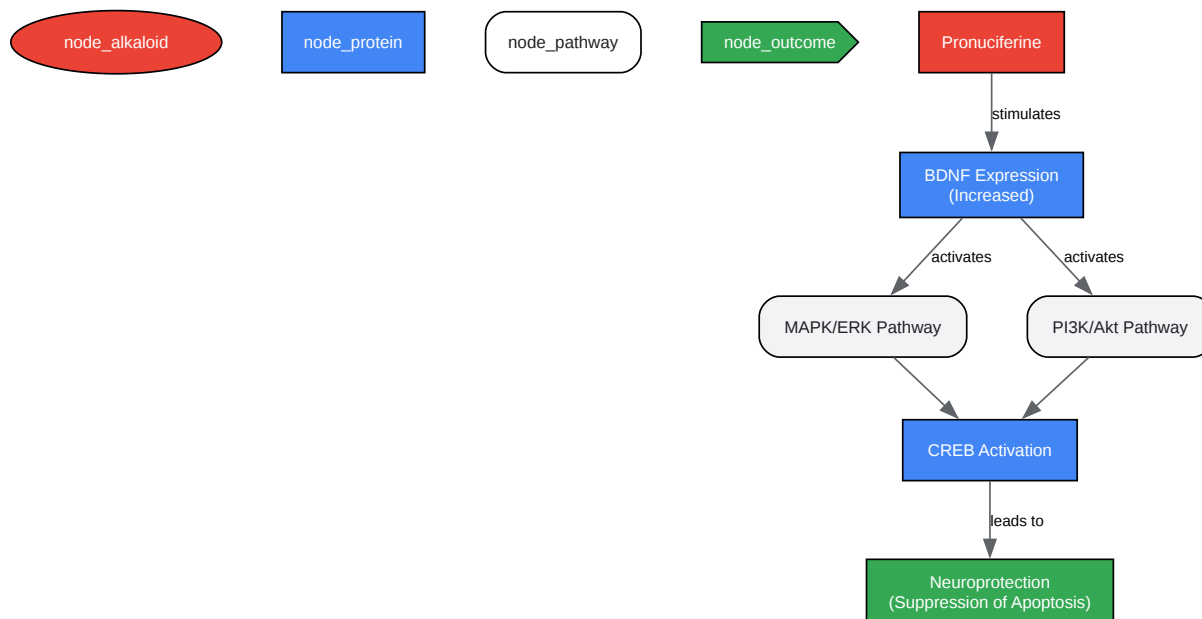 node_alkaloid
node_protein
node_pathway
node_outcome
Pronuciferine
stimulates
BDNF Expression
(Increased)
activates
activates
MAPK/ERK Pathway
PI3K/Akt Pathway
CREB Activation
leads to
Neuroprotection
(Suppression of Apoptosis)